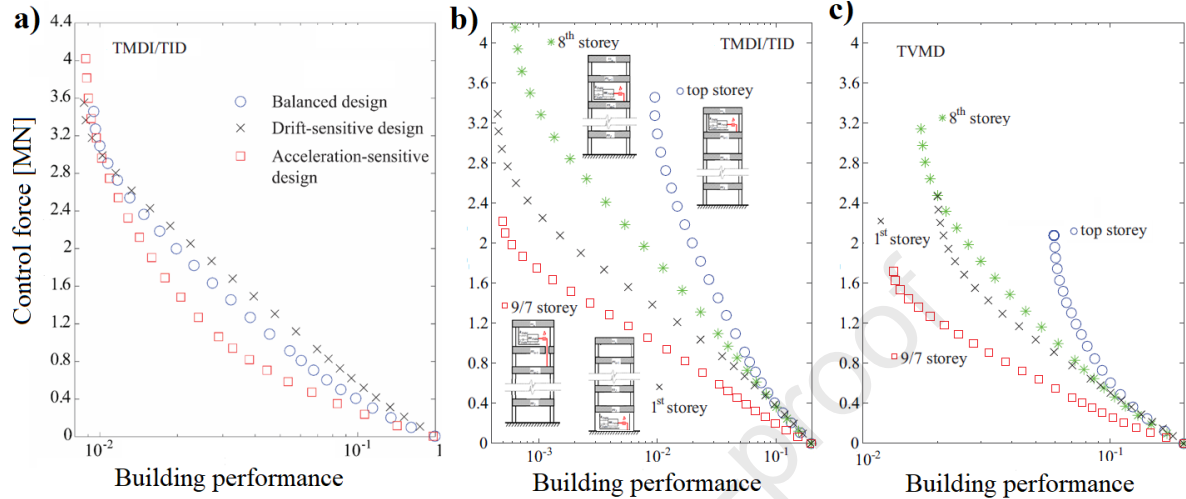 a)
Control force [MN]
4.4
4
3.6
3.2
2.8
2.4
2
1.6
1.2
0.8
0.4
0
TMDI/TID
Balanced design
Drift-sensitive design
Acceleration-sensitive
design
10⁻²
10⁻¹
1
Building performance
b)
4
3.6
3.2
2.8
2.4
2
1.6
1.2
0.8
0.4
0
TMDI/TID
8th storey
top storey
9/7 storey
1st storey
10⁻³
10⁻²
10⁻¹
Building performance
c)
4
3.6
3.2
2.8
2.4
2
1.6
1.2
0.8
0.4
0
TVMD
8th storey
1st storey
top storey
9/7 storey
10⁻²
10⁻¹
Building performance
proof